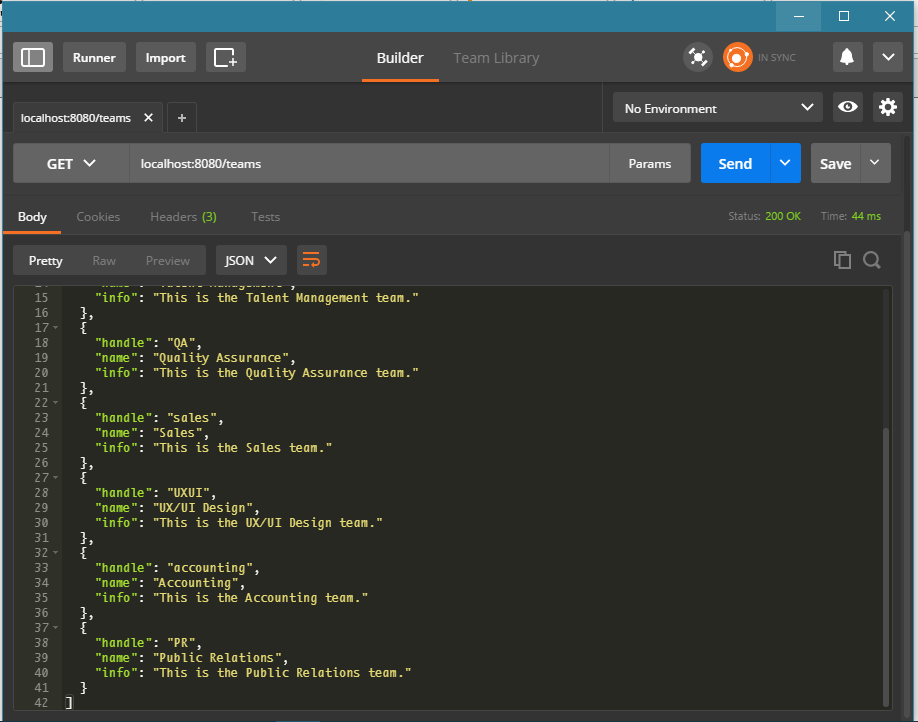 Runner
Import
Builder
Team Library
IN SYNC
localhost:8080/teams
No Environment
GET
localhost:8080/teams
Params
Send
Save
Body
Cookies
Headers (3)
Tests
Status: 200 OK
Time: 44 ms
Pretty
Raw
Preview
JSON
15 "info": "This is the Talent Management team."
16 },
17 {
18 "handle": "QA",
19 "name": "Quality Assurance",
20 "info": "This is the Quality Assurance team."
21 },
22 {
23 "handle": "sales",
24 "name": "Sales",
25 "info": "This is the Sales team."
26 },
27 {
28 "handle": "UXUI",
29 "name": "UX/UI Design",
30 "info": "This is the UX/UI Design team."
31 },
32 {
33 "handle": "accounting",
34 "name": "Accounting",
35 "info": "This is the Accounting team."
36 },
37 {
38 "handle": "PR",
39 "name": "Public Relations",
40 "info": "This is the Public Relations team."
41 }
42 ]